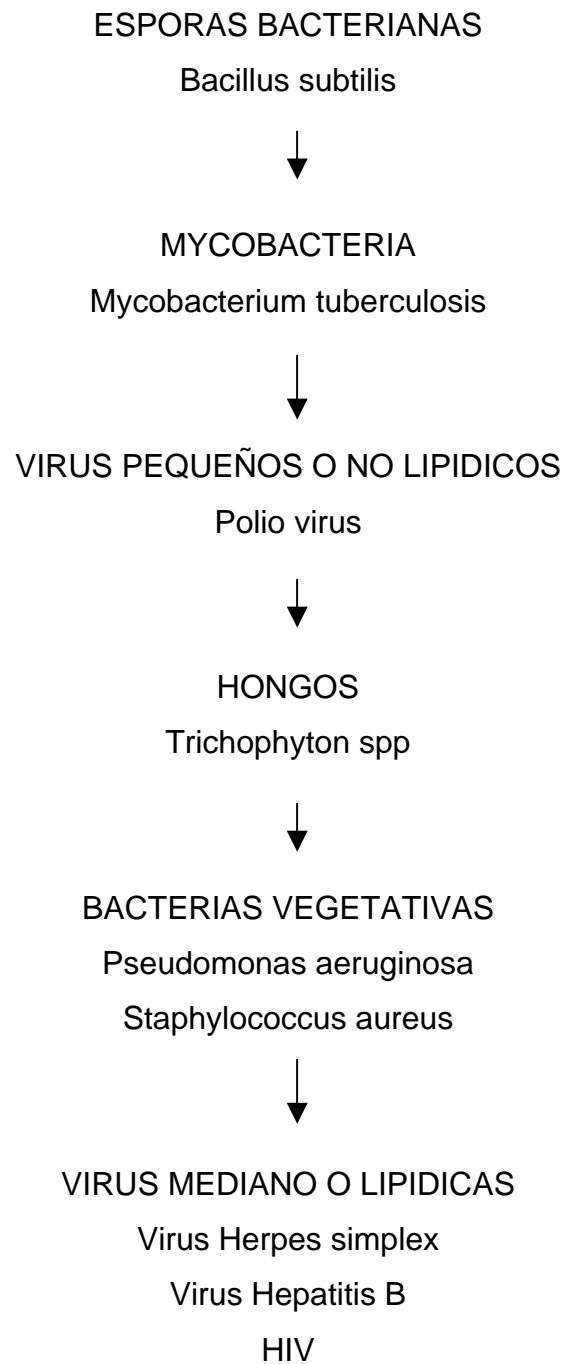 ESPORAS BACTERIANAS
Bacillus subtilis
MYCOBACTERIA
Mycobacterium tuberculosis
VIRUS PEQUEÑOS O NO LIPIDICOS
Polio virus
HONGOS
Trichophyton spp
BACTERIAS VEGETATIVAS
Pseudomonas aeruginosa
Staphylococcus aureus
VIRUS MEDIANO O LIPIDICAS
Virus Herpes simplex
Virus Hepatitis B
HIV